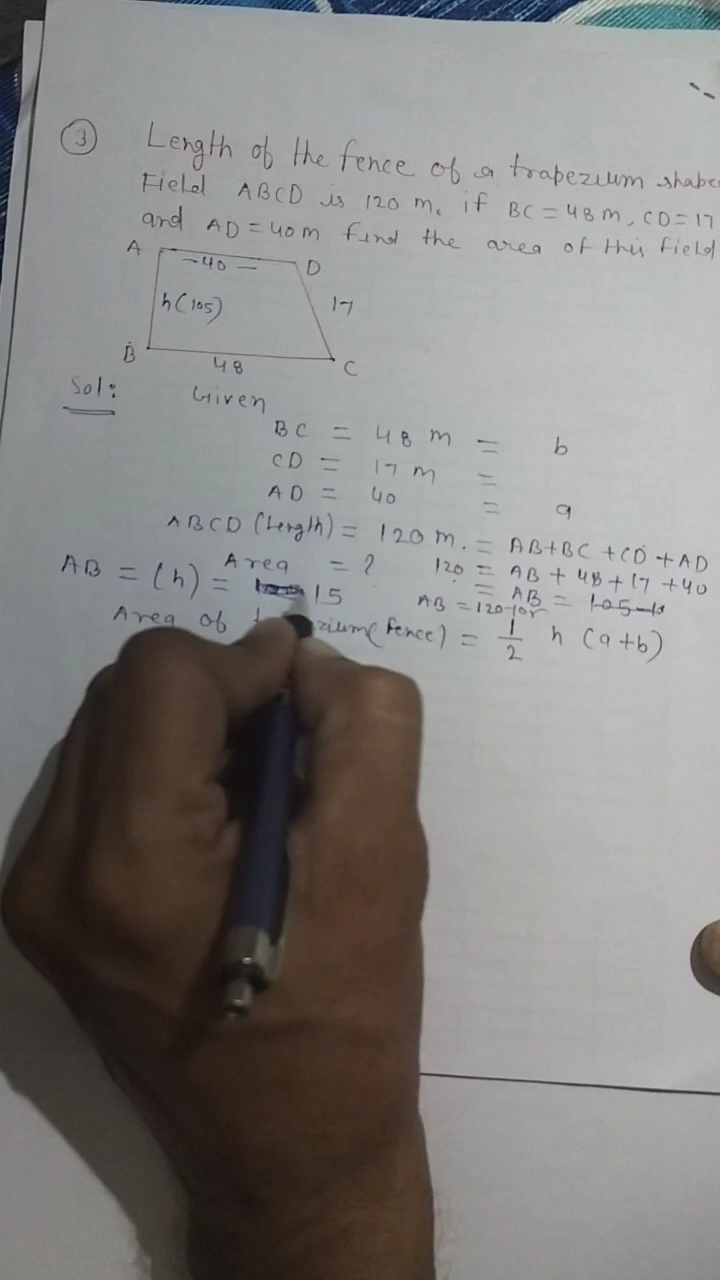 3 Length of the fence of a trapezium shape
Field ABCD is 120 m. if BC = 48 m, CD = 17
and AD = 40 m find the area of this field
A
-40-
D
h(105)
17
B
48
C
Sol: Given
BC = 48 m = b
CD = 17 m =
AD = 40 = a
ABCD (Length) = 120 m. = AB+BC+CD+AD
Area = ? 120 = AB + 48 + 17 + 40
= AB = 105
AB = (h) = 15 AB = 120-105
Area of (fence) = 1/2 h (a+b)